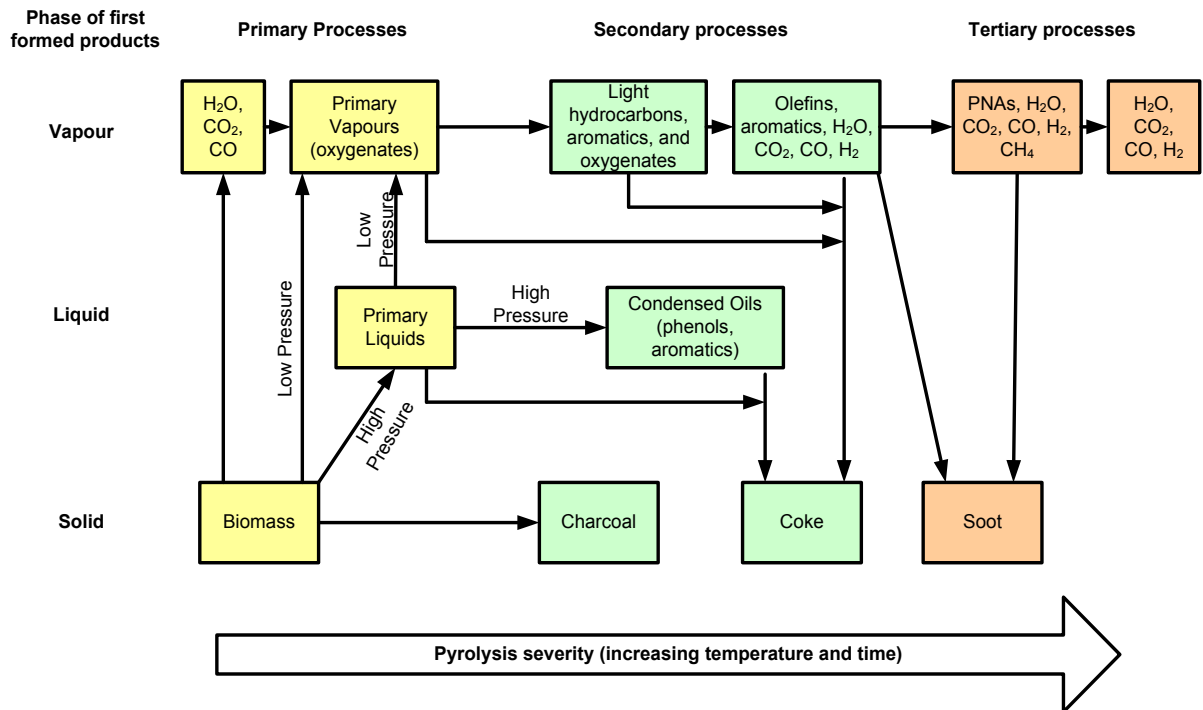 Phase of first
formed products
Primary Processes
Secondary processes
Tertiary processes
Vapour
H₂O,
CO₂,
CO
Primary
Vapours
(oxygenates)
Light
hydrocarbons,
aromatics, and
oxygenates
Olefins,
aromatics, H₂O,
CO₂, CO, H₂
PNAs, H₂O,
CO₂, CO, H₂,
CH₄
H₂O,
CO₂,
CO, H₂
Low
Pressure
Low Pressure
Liquid
Primary
Liquids
High
Pressure
Condensed Oils
(phenols,
aromatics)
High
Pressure
Solid
Biomass
Charcoal
Coke
Soot
Pyrolysis severity (increasing temperature and time)